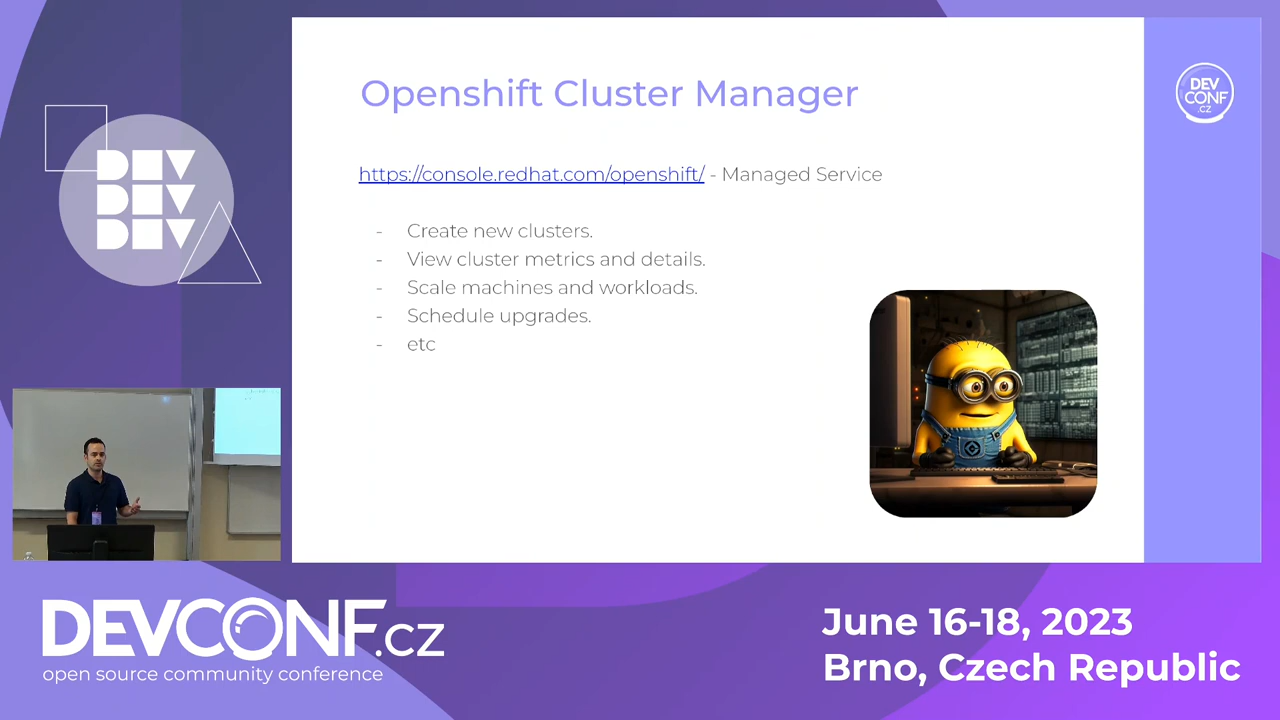 Openshift Cluster Manager
DEV
CONF
.CZ
https://console.redhat.com/openshift/ - Managed Service
- Create new clusters.
- View cluster metrics and details.
- Scale machines and workloads.
- Schedule upgrades.
- etc
DEV
DEV
DEV
DEVCONF.CZ
open source community conference
June 16-18, 2023
Brno, Czech Republic